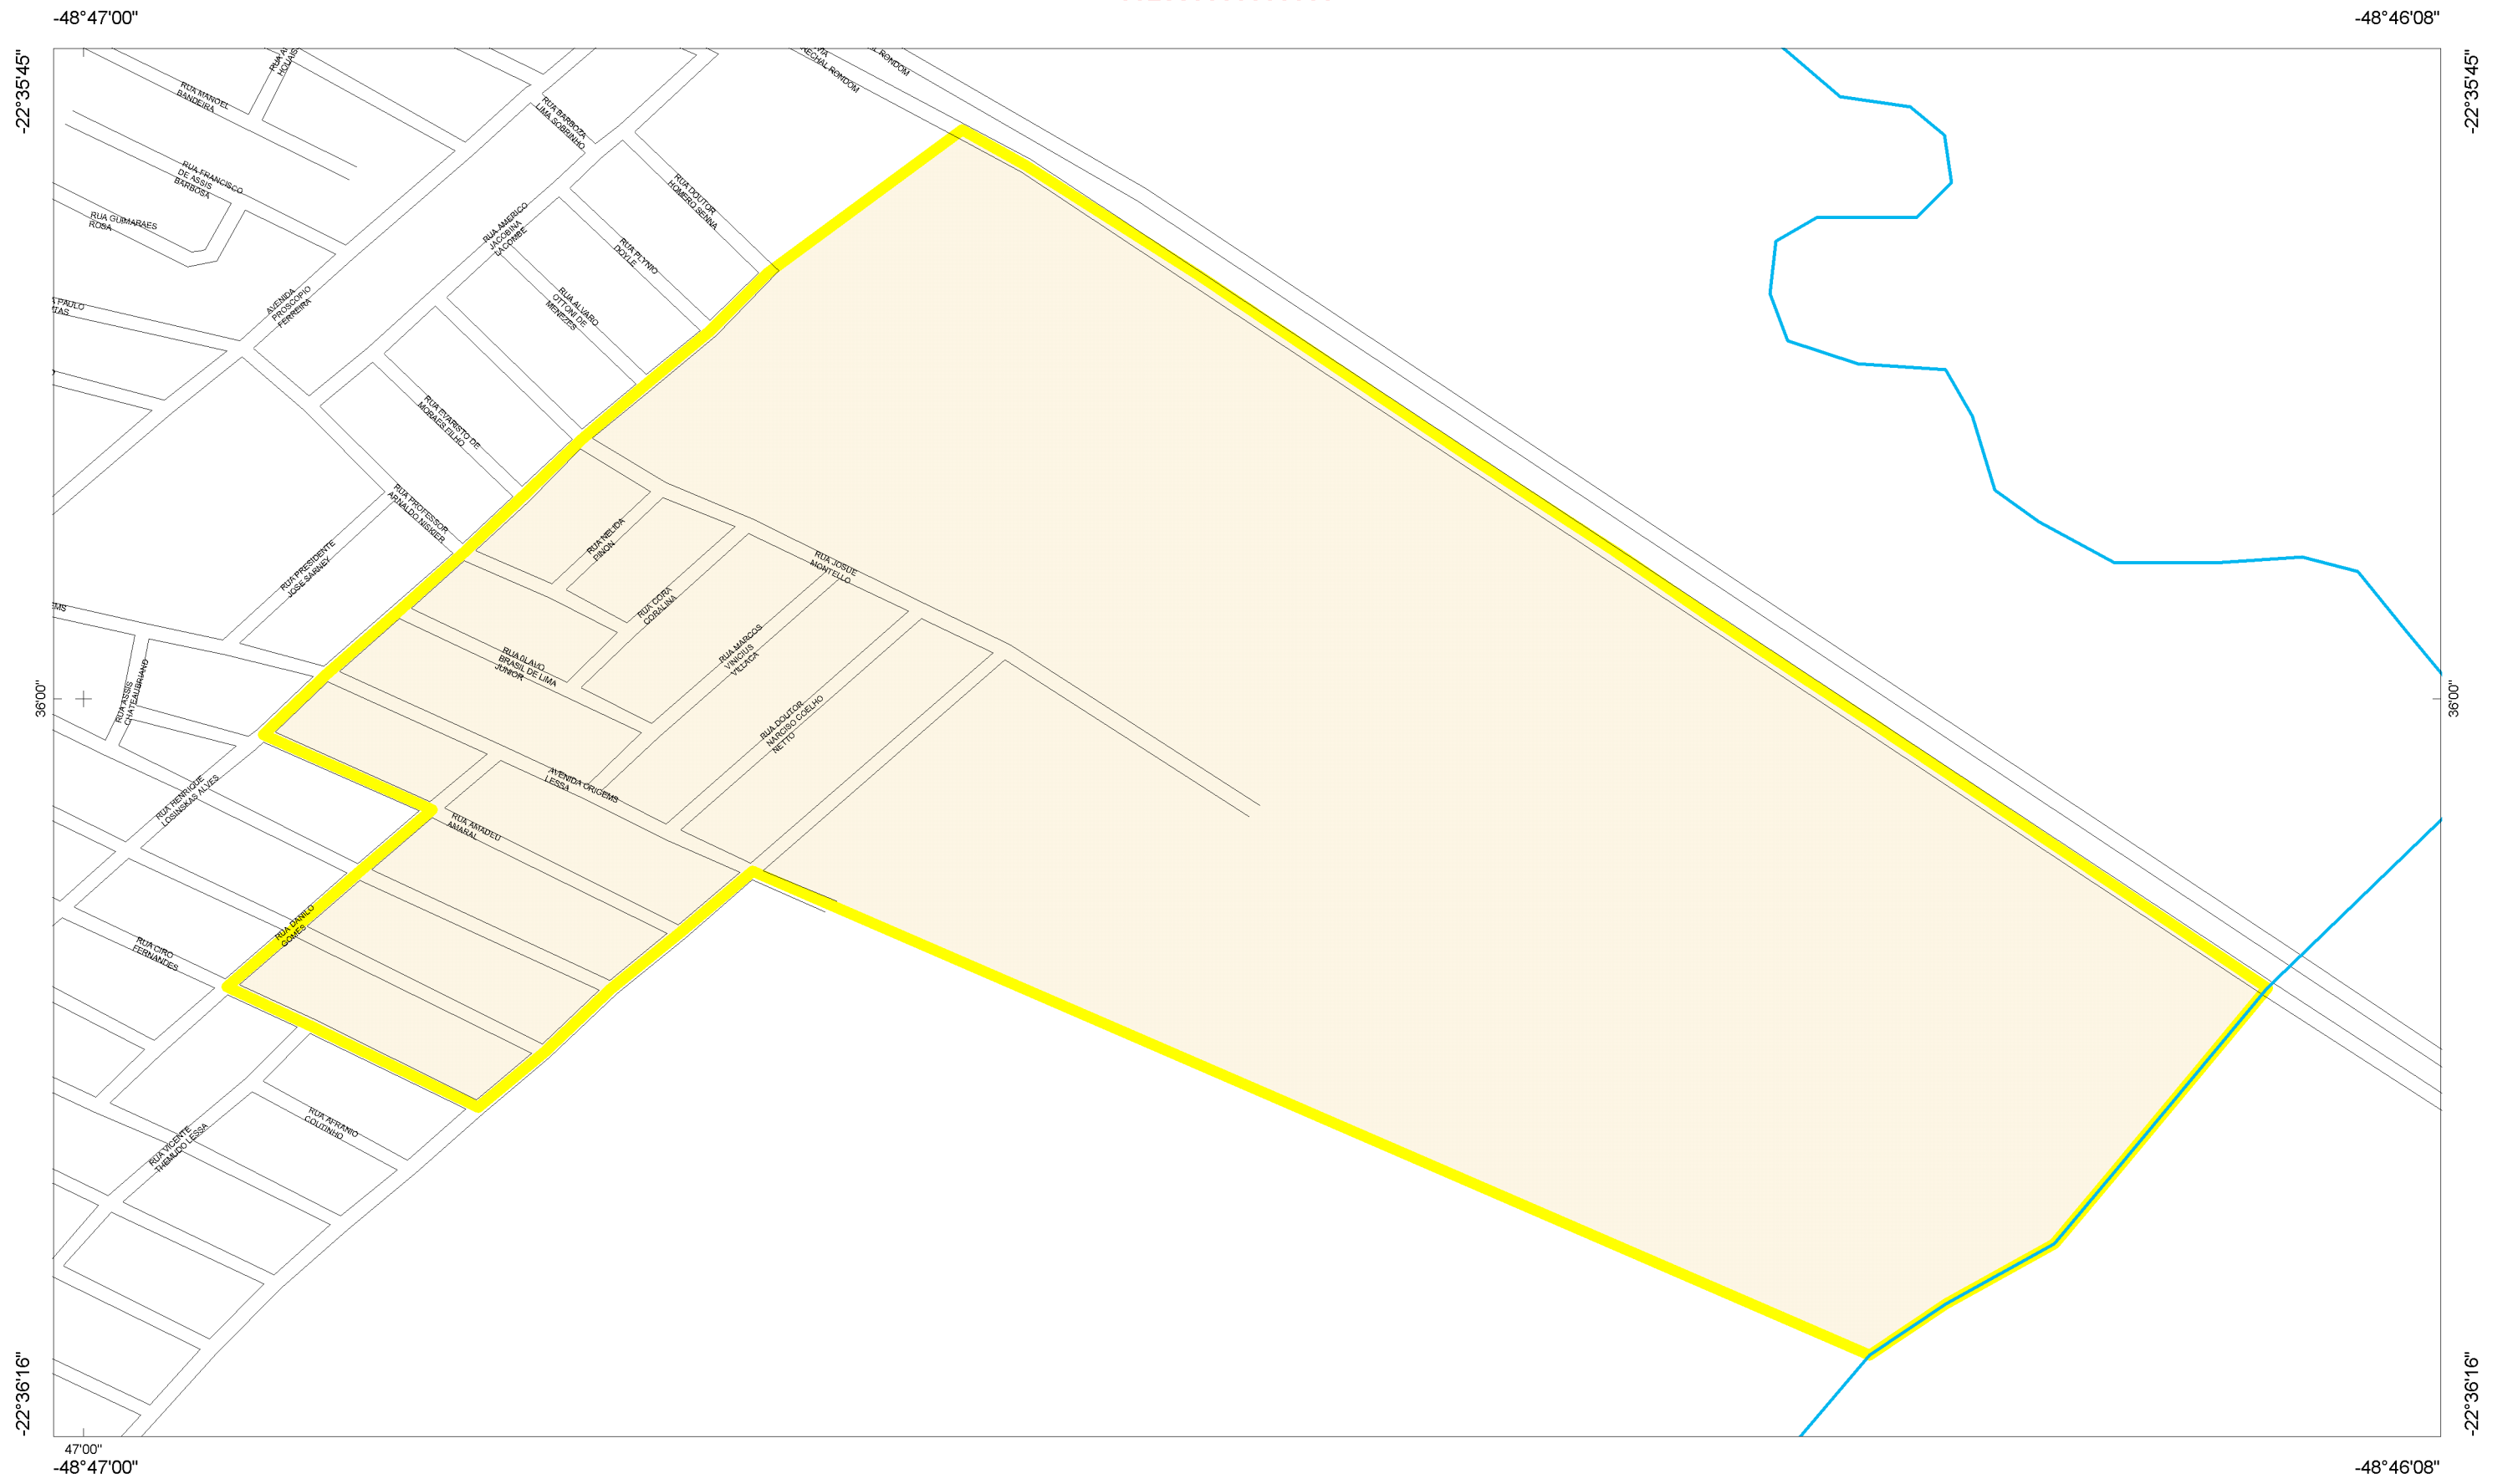 -48°47'00"
-48°46'08"
-22°35'45"
-22°35'45"
RECHAL RONDOM
RONDOM
RUA MANOEL
BANDEIRA
RUA BARBOZA
LIMA SOBRINHO
RUA FRANCISCO
DE ASSIS
BARBOSA
RUA GUIMARAES
ROSA
RUA DOUTOR
HOMERO SENNA
RUA AMERICO
JACOBINA
LACOMBE
RUA PLYNIO
DOYLE
AVENIDA
PROSCOPIO
FERREIRA
PAULO
RUA ALVARO
OTTONI DE
MENEZES
RUA EVARISTO DE
MORAES FILHO
RUA PROFESSOR
ARNALDO NISKIER
RUA PRESIDENTE
JOSE SARNEY
RUA NELIDA
PINON
RUA JOSUE
MONTELLO
RUA CORA
CORALINA
EMS
RUA OLAVO
BRASIL DE LIMA
JUNIOR
RUA MARCOS
VINICIUS
VILLACA
RUA ASSIS
CHATEAUBRIAND
36'00"
36'00"
RUA DOUTOR
NARCISO COELHO
NETTO
RUA HENRIQUE
LOSINSKAS ALVES
AVENIDA ORIGEMS
LESSA
RUA AMADEU
AMARAL
RUA DANILO
GOMES
RUA CIRO
FERNANDES
RUA AFRANIO
COUTINHO
RUA VICENTE
THEMUDO LESSA
-22°36'16"
-22°36'16"
47'00"
-48°47'00"
-48°46'08"